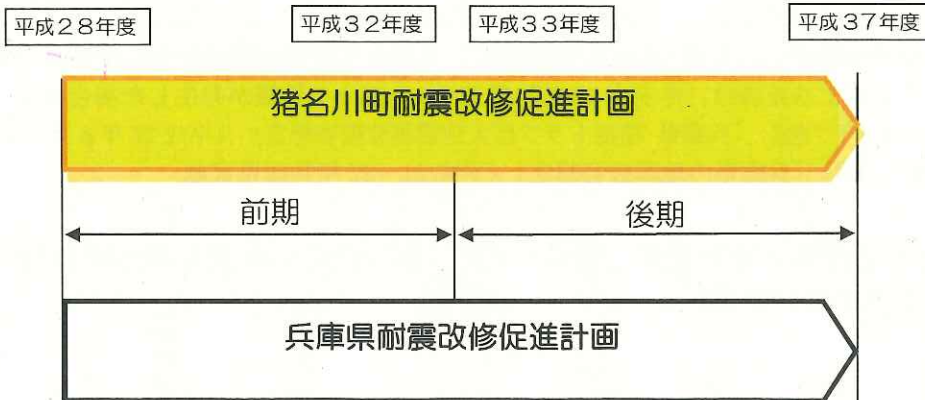 平成２８年度
平成３２年度
平成３３年度
平成３７年度
猪名川町耐震改修促進計画
前期
後期
兵庫県耐震改修促進計画